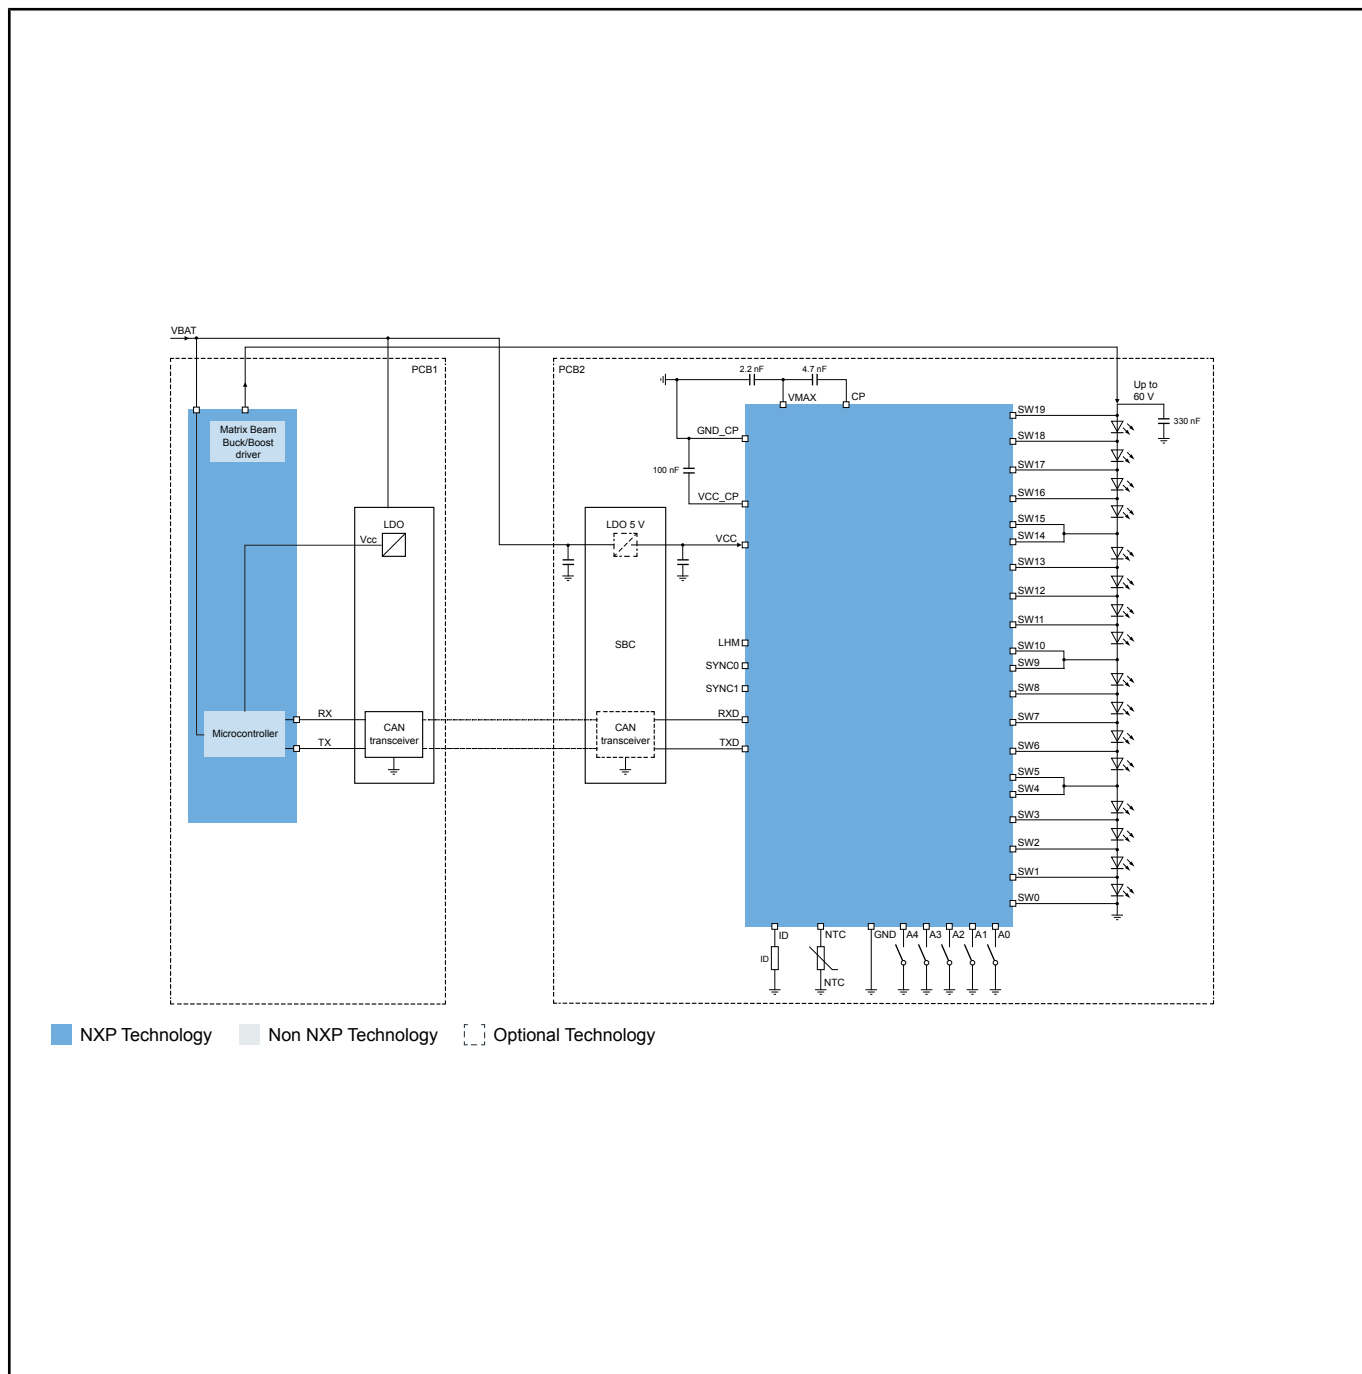 VBAT
PCB1
PCB2
Matrix Beam
Buck/Boost
driver
LDO
Vcc
Microcontroller
RX
TX
CAN
transceiver
LDO 5 V
SBC
CAN
transceiver
2.2 nF
4.7 nF
VMAX
CP
GND_CP
100 nF
VCC_CP
VCC
LHM
SYNC0
SYNC1
RXD
TXD
Up to
60 V
330 nF
SW19
SW18
SW17
SW16
SW15
SW14
SW13
SW12
SW11
SW10
SW9
SW8
SW7
SW6
SW5
SW4
SW3
SW2
SW1
SW0
ID
NTC
GND
A4
A3
A2
A1
A0
ID
NTC
NXP Technology
Non NXP Technology
Optional Technology